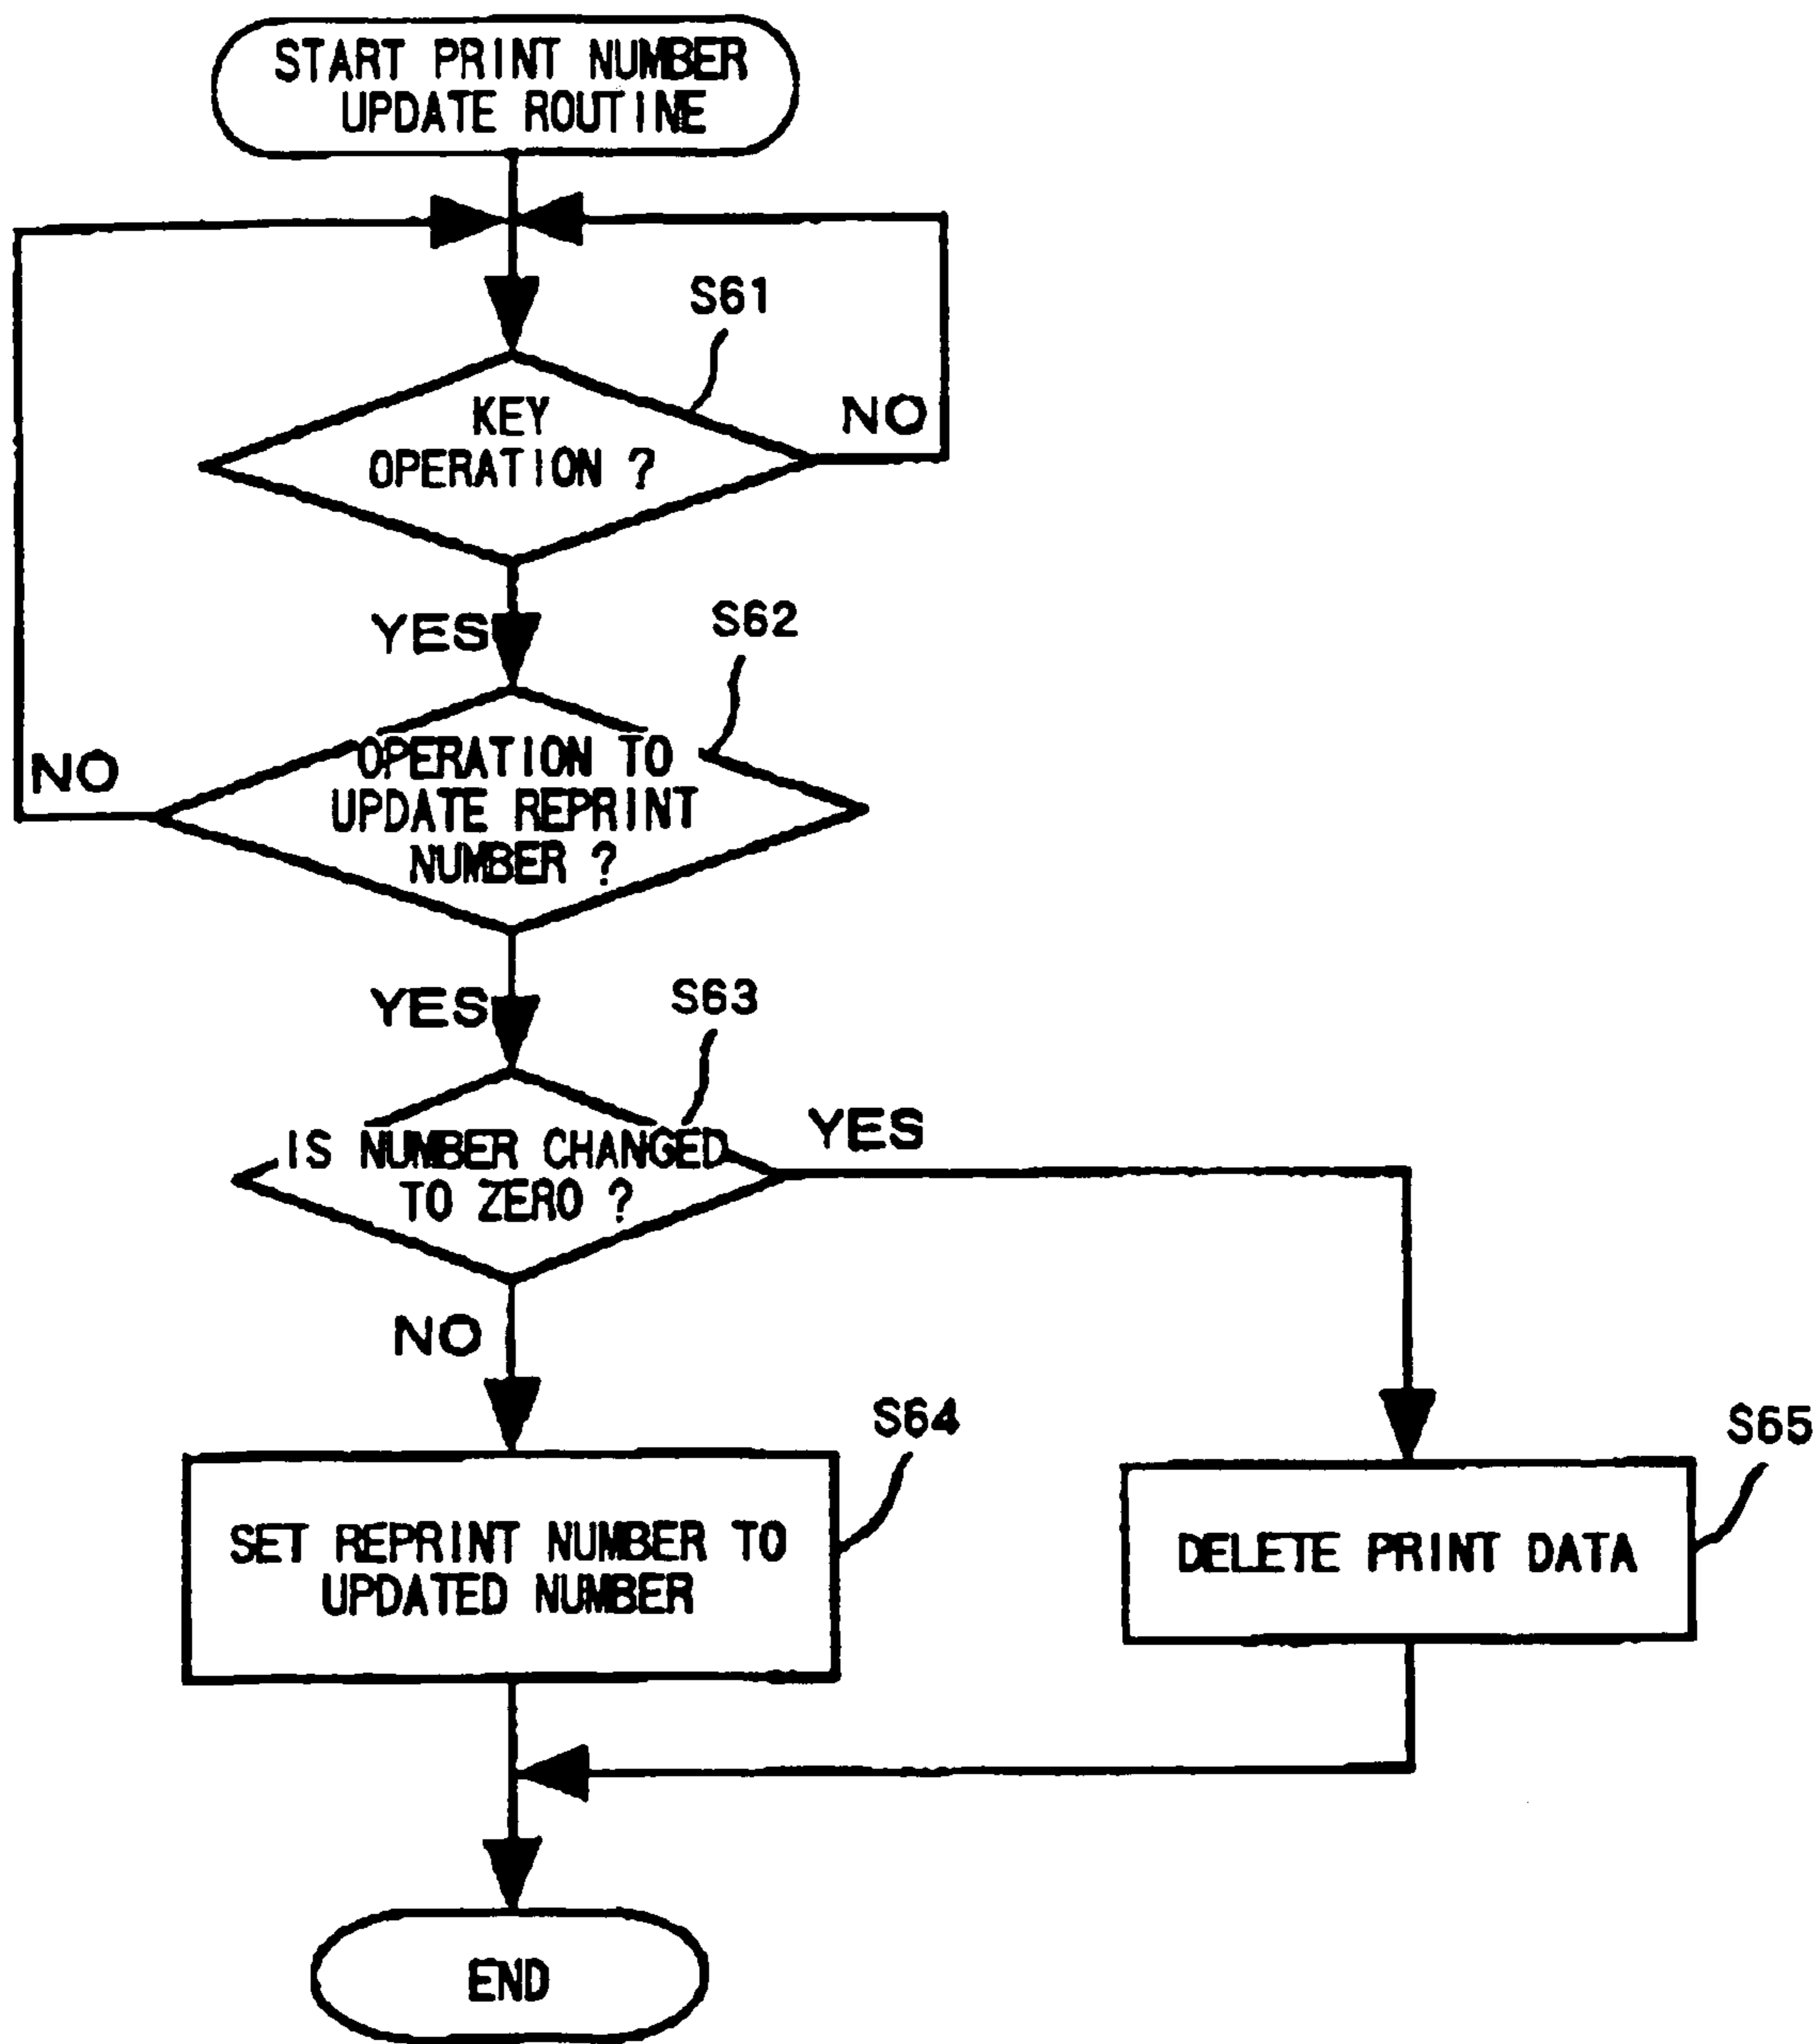 START PRINT NUMBER
UPDATE ROUTINE
S61
KEY
OPERATION ?
NO
YES
S62
NO
OPERATION TO
UPDATE REPRINT
NUMBER ?
YES
S63
IS NUMBER CHANGED
TO ZERO ?
YES
NO
S64
S65
SET REPRINT NUMBER TO
UPDATED NUMBER
DELETE PRINT DATA
END